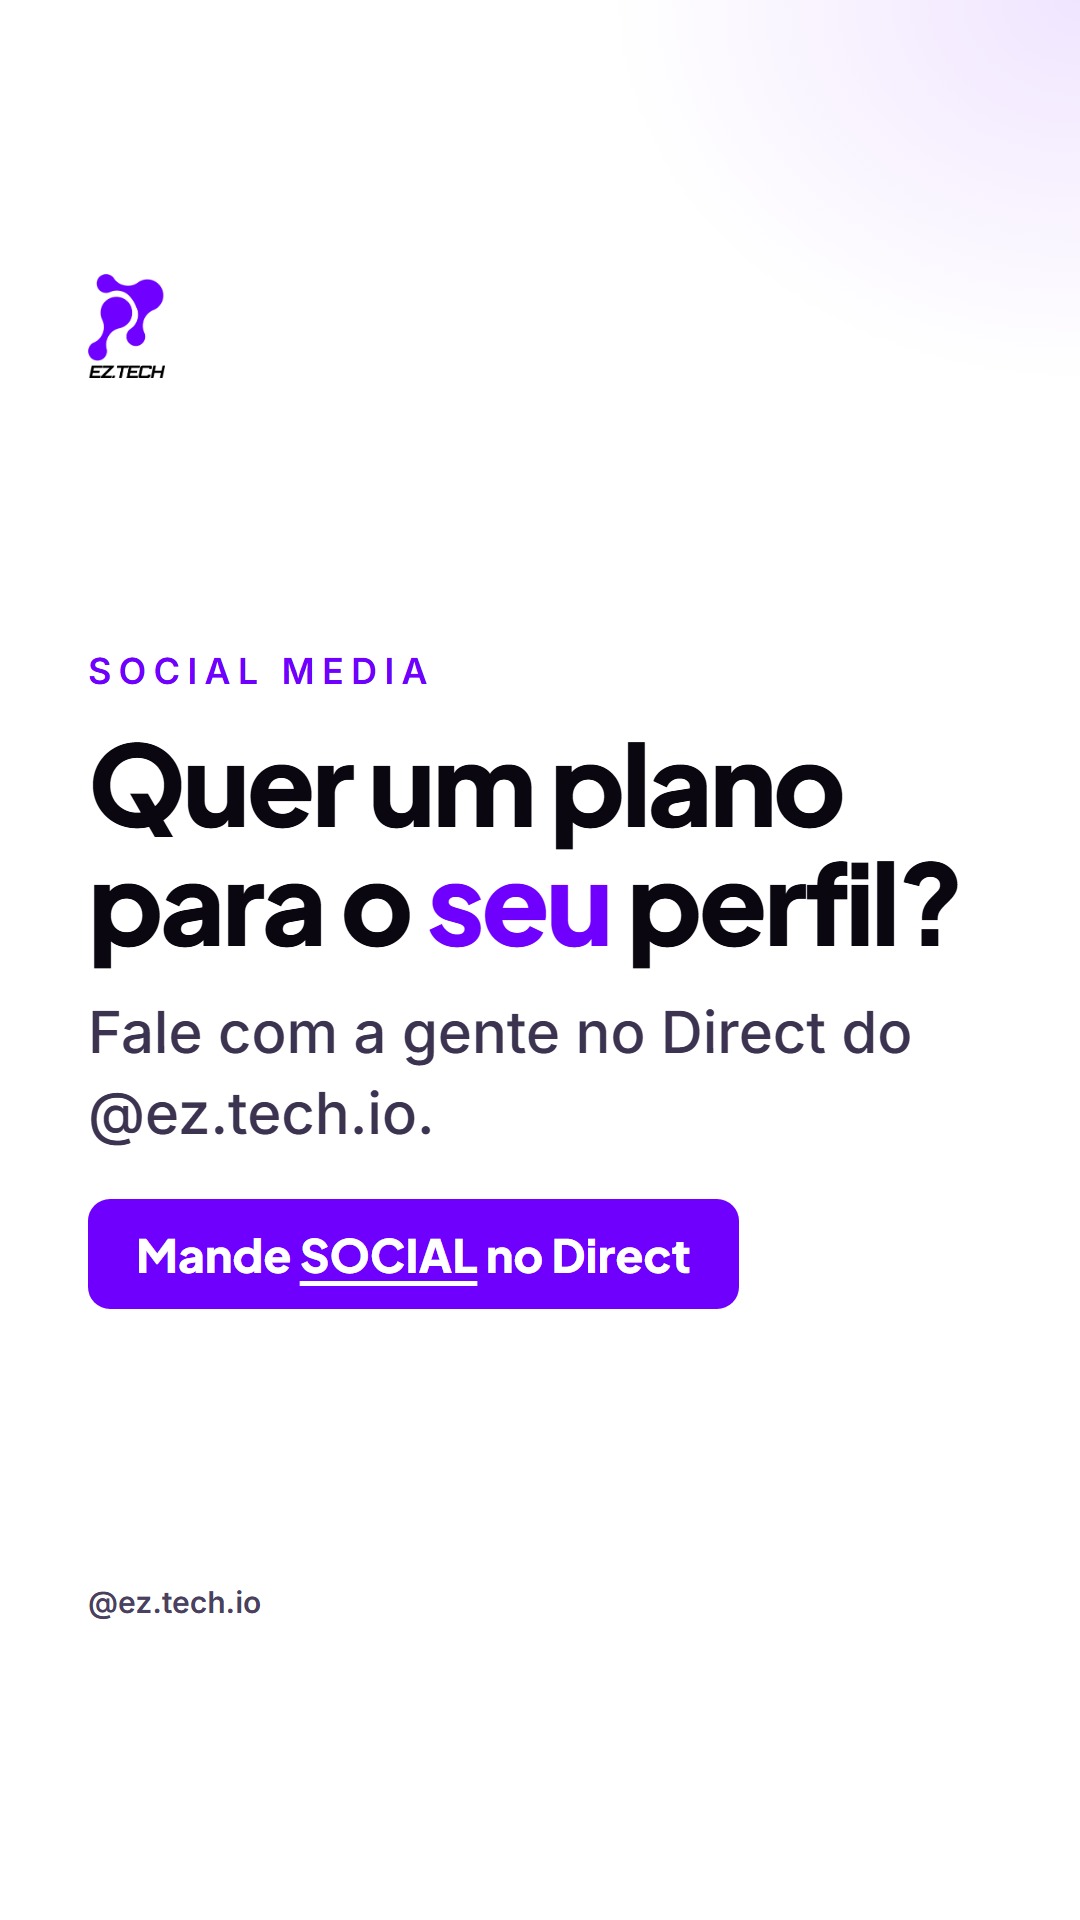 EZ.TECH
SOCIAL MEDIA
Quer um plano
para o seu perfil?
Fale com a gente no Direct do
@ez.tech.io.
Mande SOCIAL no Direct
@ez.tech.io